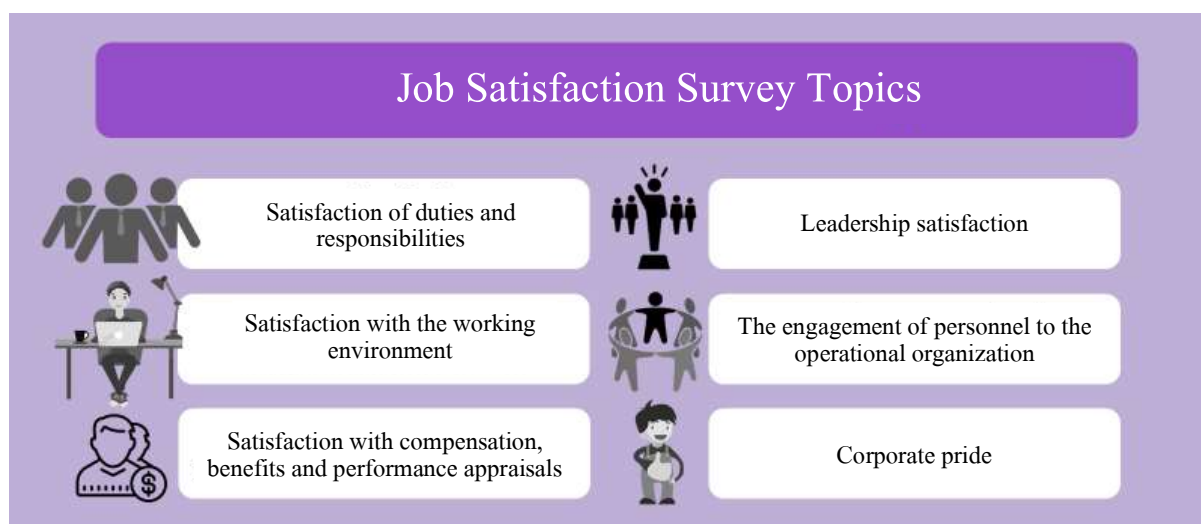 Job Satisfaction Survey Topics
Satisfaction of duties and
responsibilities
Leadership satisfaction
Satisfaction with the working
environment
The engagement of personnel to the
operational organization
Satisfaction with compensation,
benefits and performance appraisals
$
Corporate pride